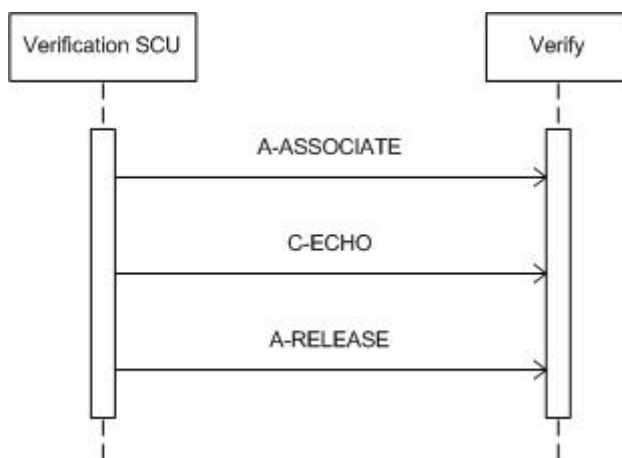 Verification SCU
Verify
A-ASSOCIATE
C-ECHO
A-RELEASE